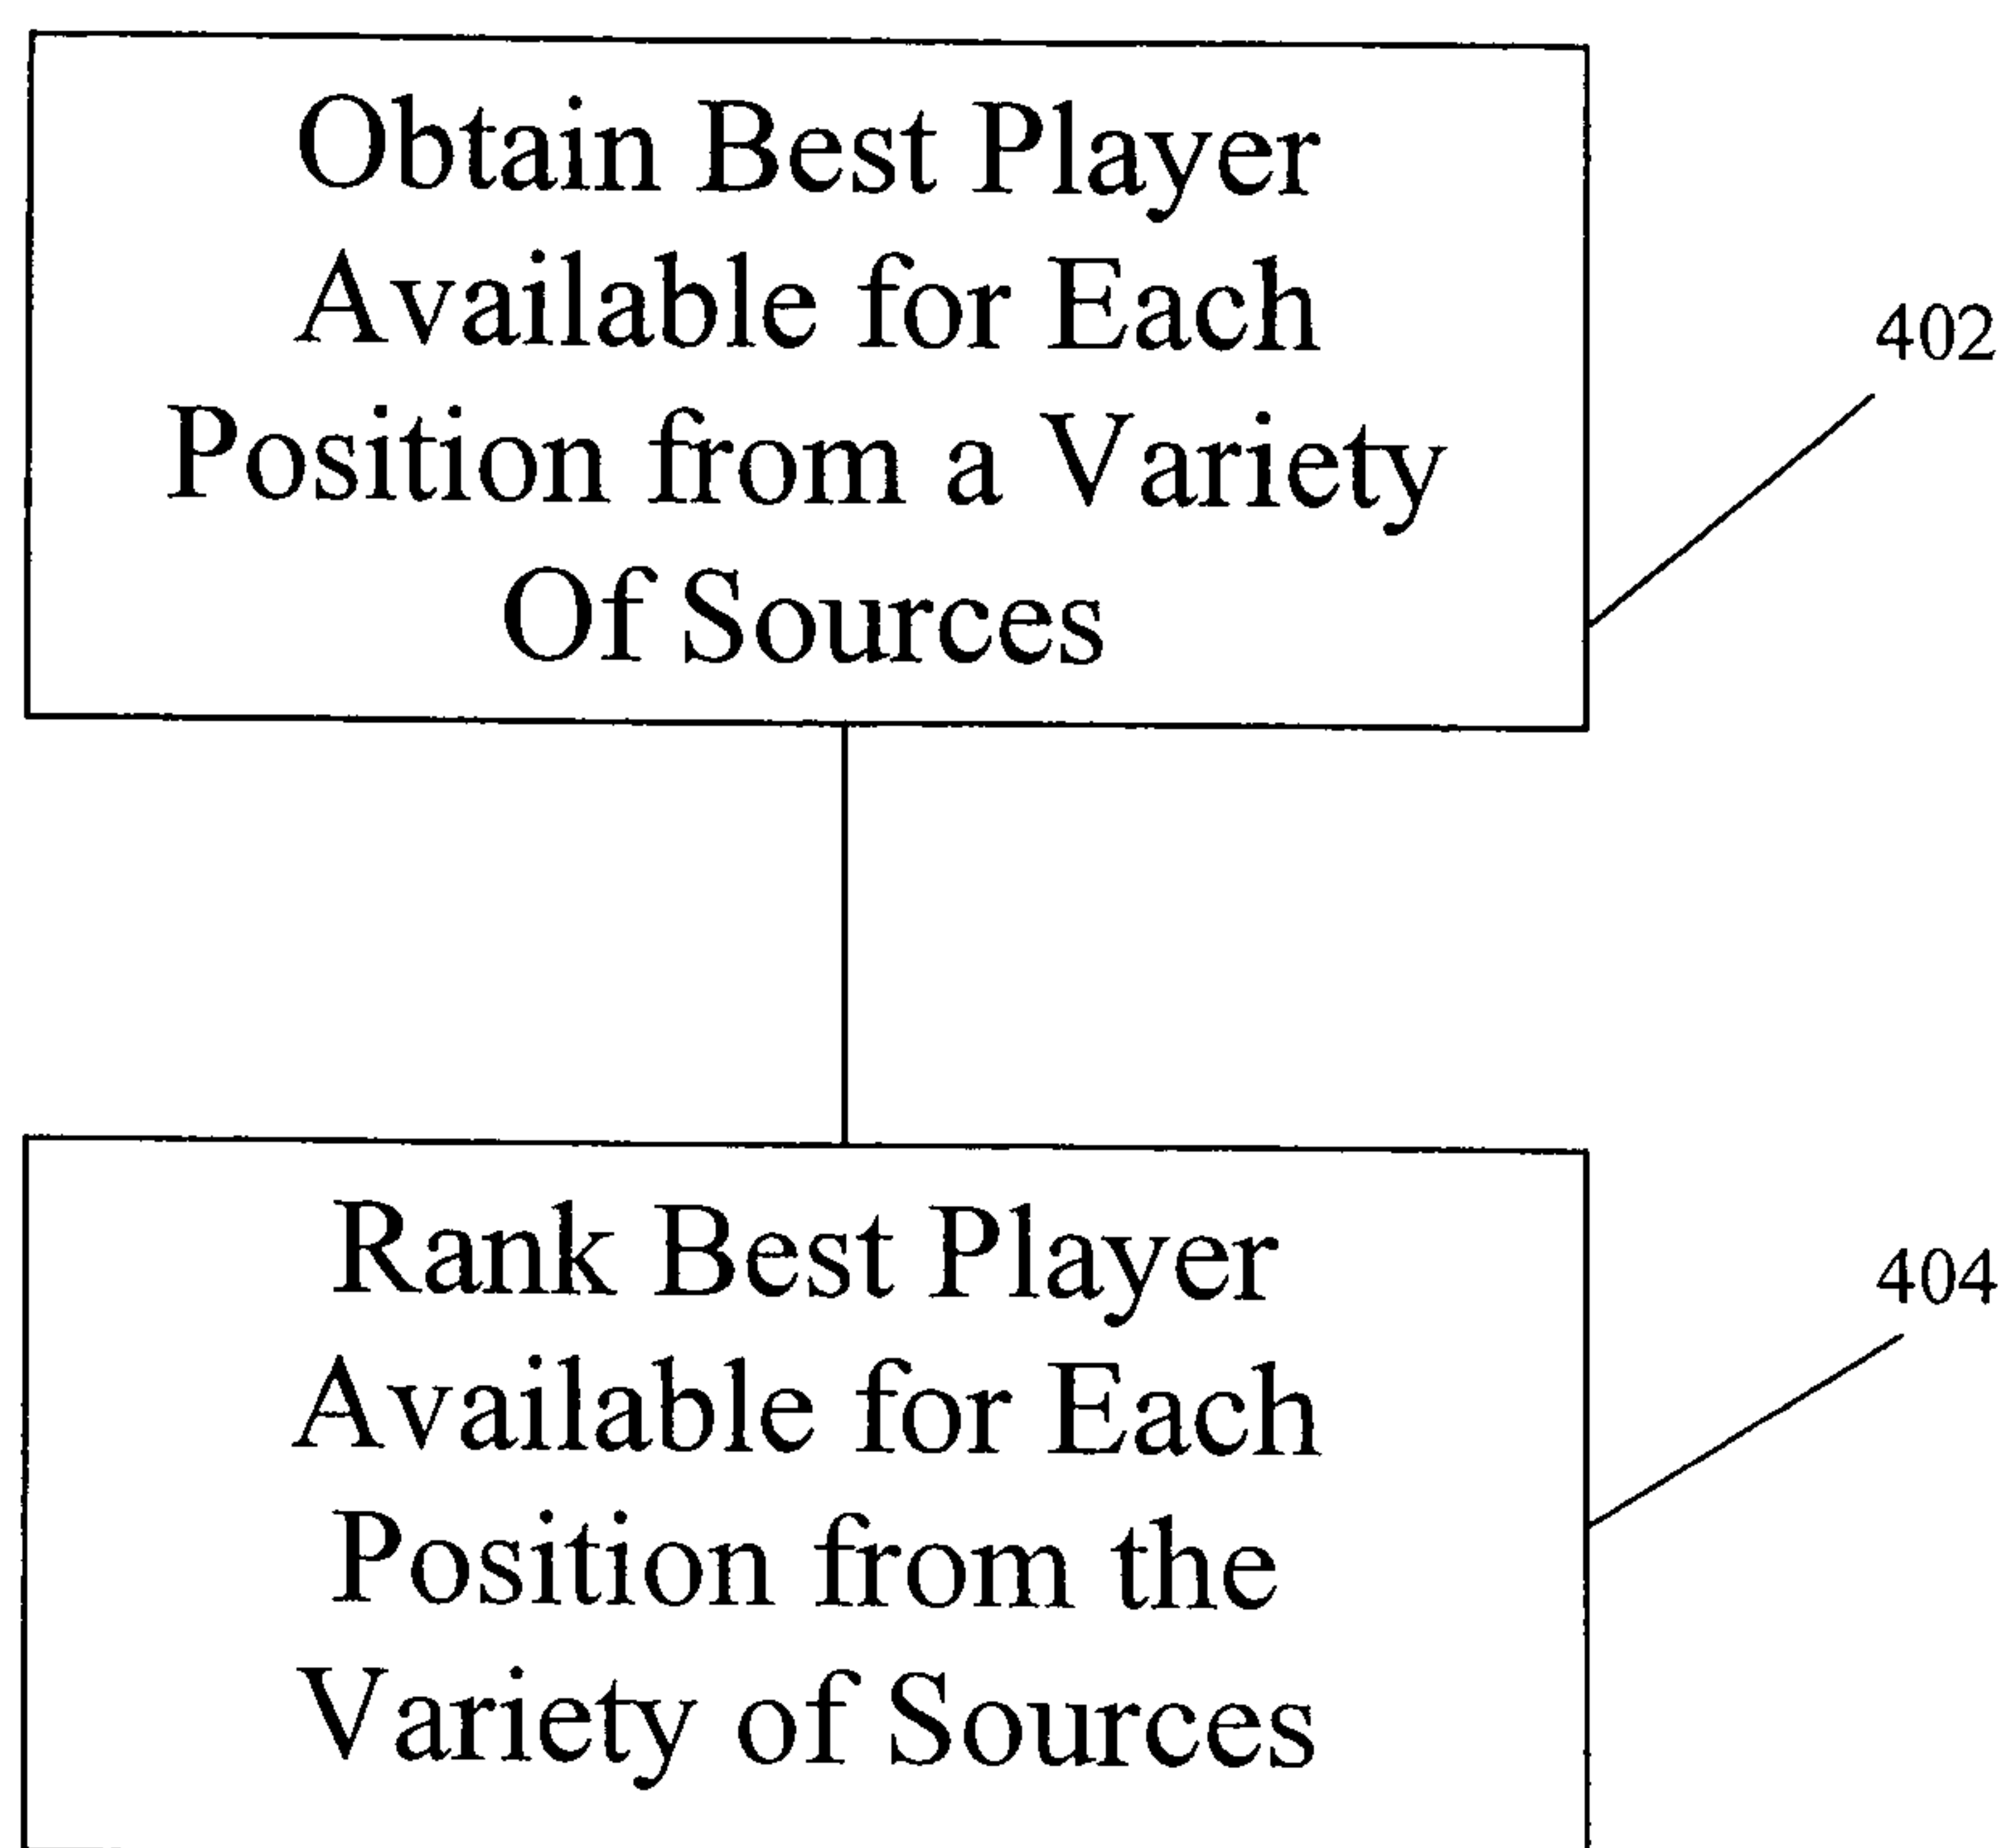 Obtain Best Player
Available for Each
Position from a Variety
Of Sources
402
Rank Best Player
Available for Each
Position from the
Variety of Sources
404